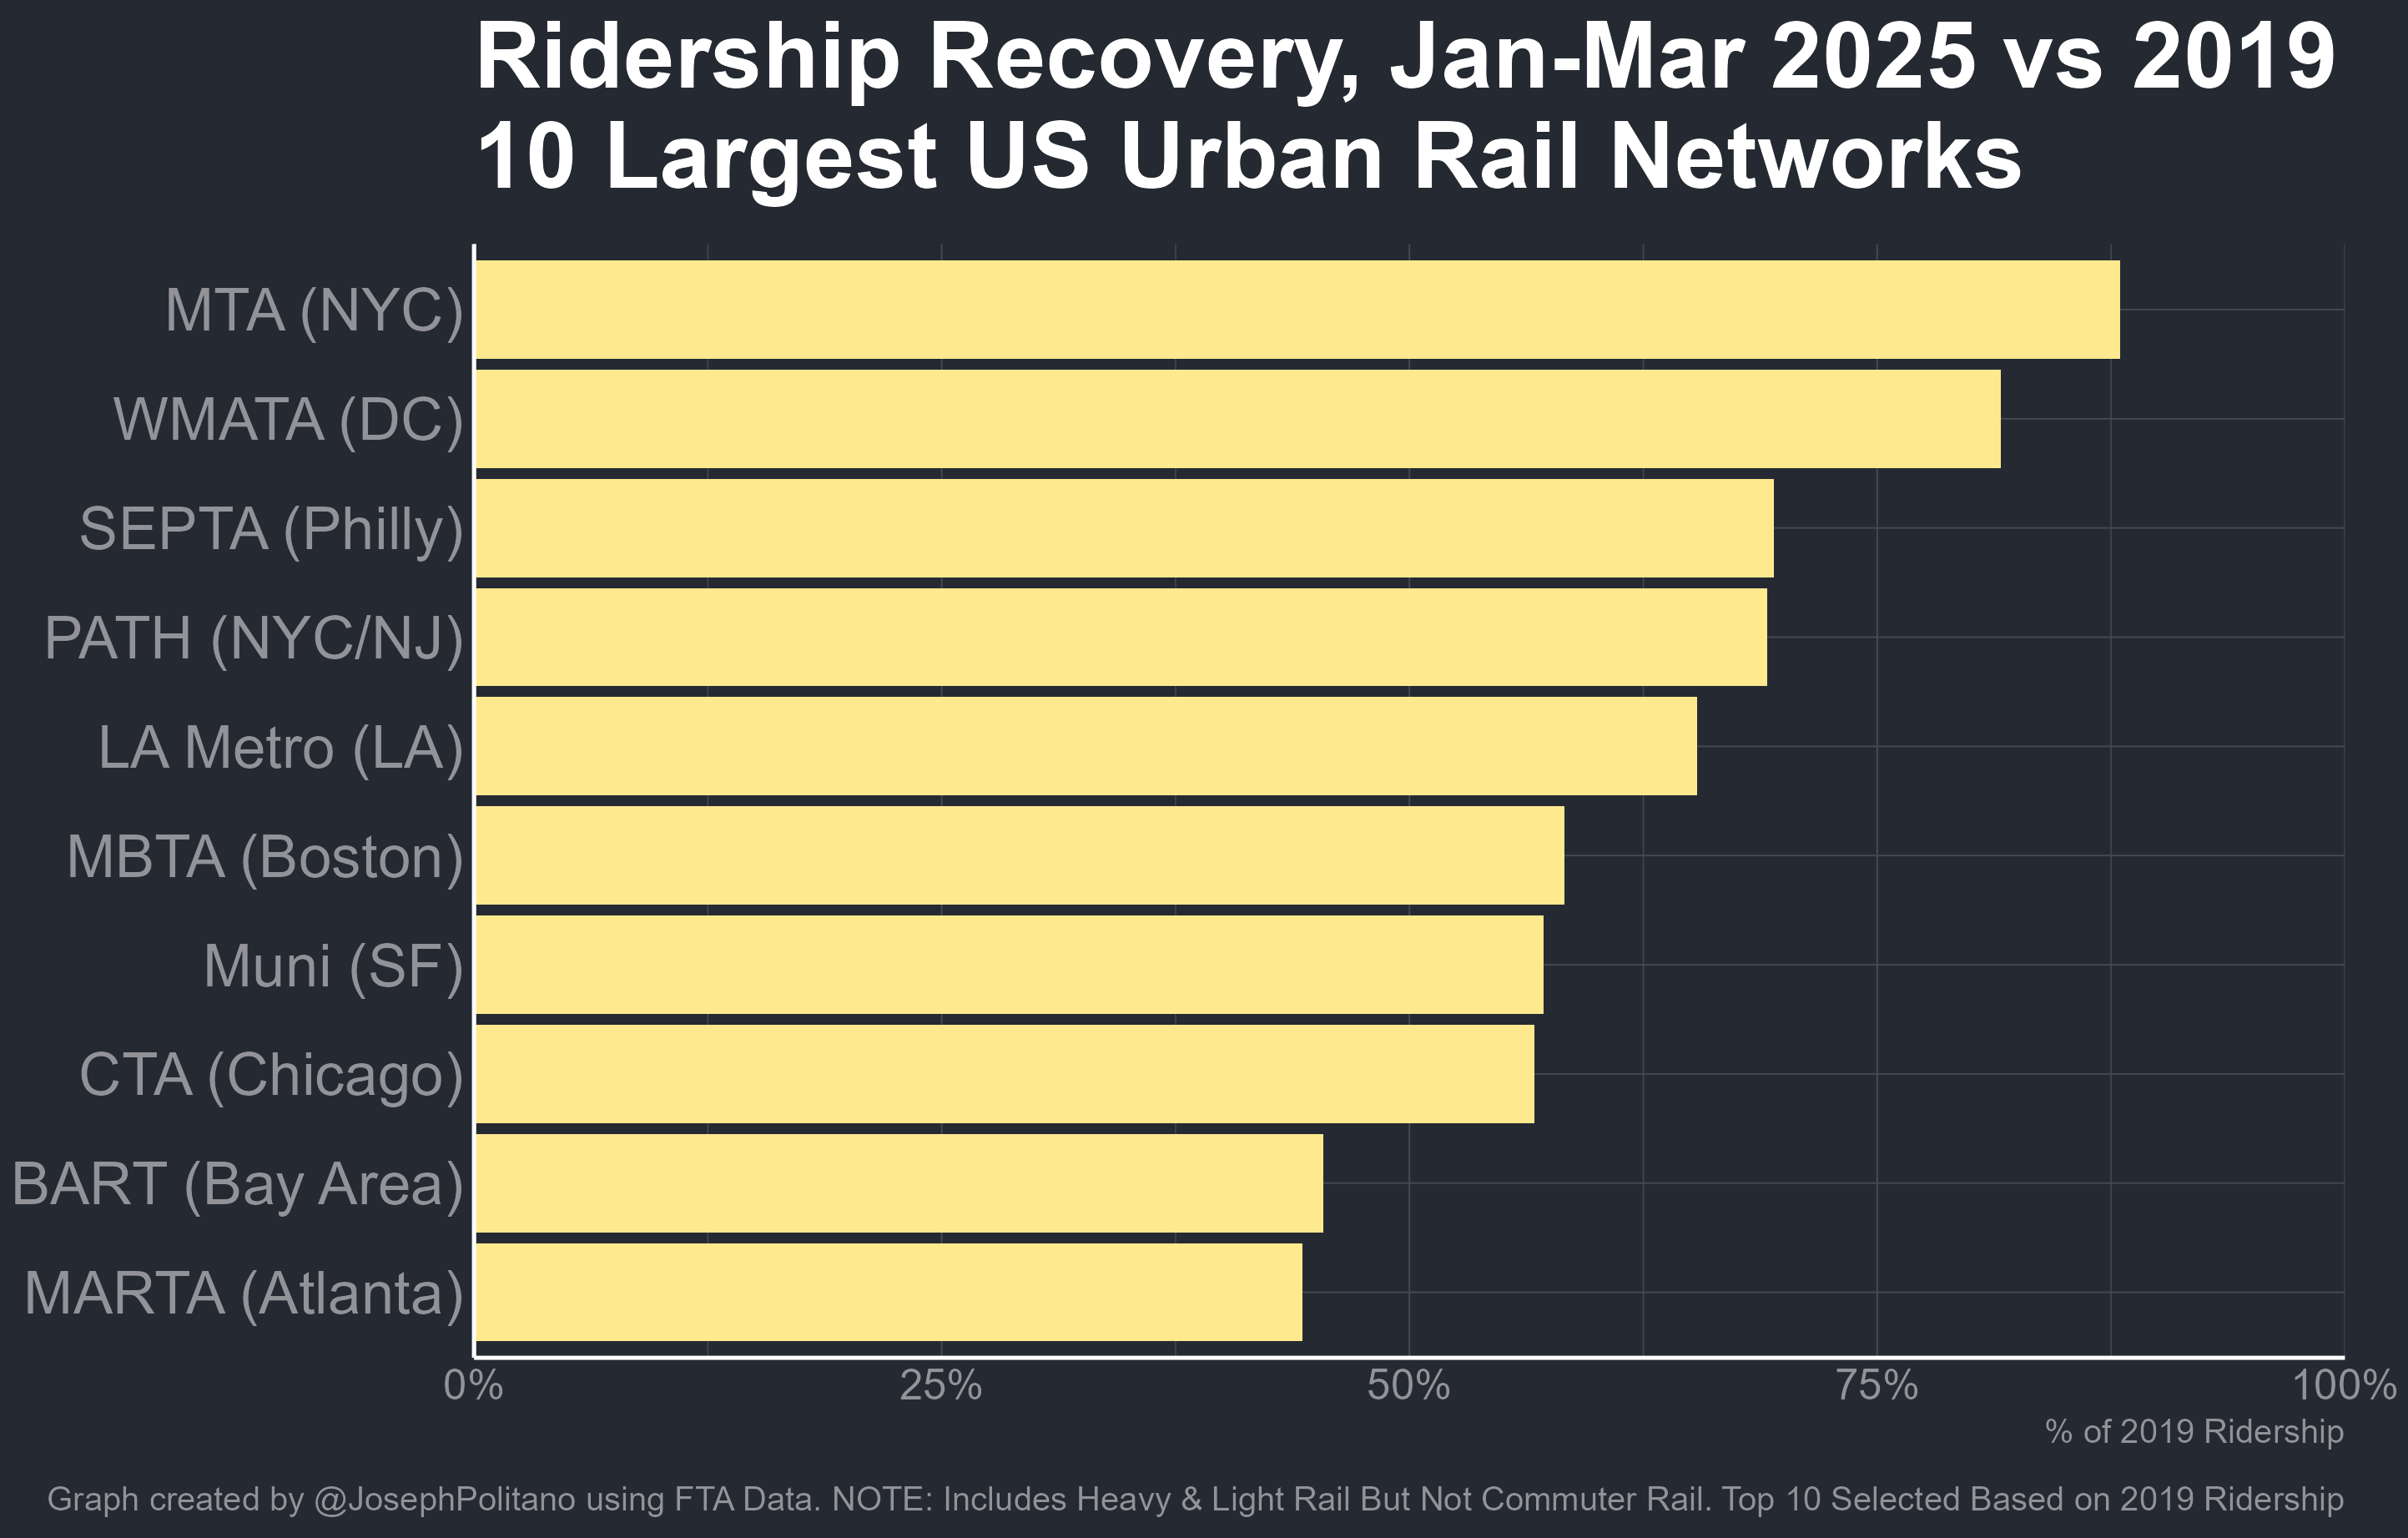 Ridership Recovery, Jan-Mar 2025 vs 2019
10 Largest US Urban Rail Networks
MTA (NYC)
WMATA (DC)
SEPTA (Philly)
PATH (NYC/NJ)
LA Metro (LA)
MBTA (Boston)
Muni (SF)
CTA (Chicago)
BART (Bay Area)
MARTA (Atlanta)
0% 25% 50% 75% 100%
% of 2019 Ridership
Graph created by @JosephPolitano using FTA Data. NOTE: Includes Heavy & Light Rail But Not Commuter Rail. Top 10 Selected Based on 2019 Ridership